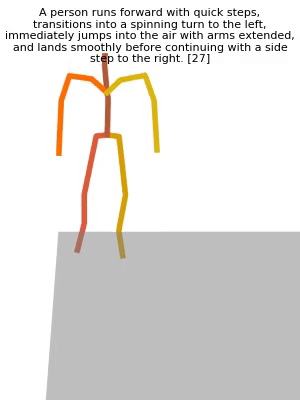 A person runs forward with quick steps,
transitions into a spinning turn to the left,
immediately jumps into the air with arms extended,
and lands smoothly before continuing with a side
step to the right. [27]